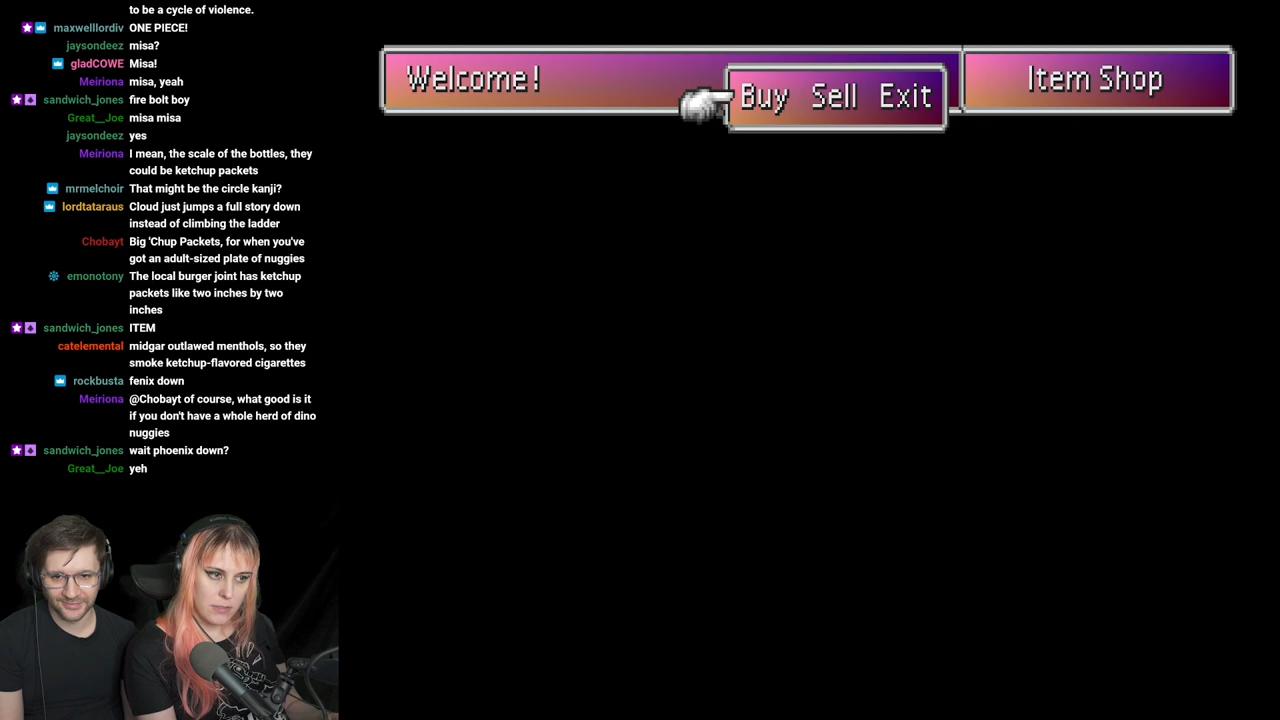 to be a cycle of violence.
maxwelllordiv ONE PIECE!
jaysondeez misa?
gladCOWE Misa!
Meiriona misa, yeah
sandwich_jones fire bolt boy
Great__Joe misa misa
jaysondeez yes
Meiriona I mean, the scale of the bottles, they
could be ketchup packets
mrmelchoir That might be the circle kanji?
lordtataraus Cloud just jumps a full story down
instead of climbing the ladder
Chobayt Big 'Chup Packets, for when you've
got an adult-sized plate of nuggies
emonotony The local burger joint has ketchup
packets like two inches by two
inches
sandwich_jones ITEM
catelemental midgar outlawed menthols, so they
smoke ketchup-flavored cigarettes
rockbusta fenix down
Meiriona @Chobayt of course, what good is it
if you don't have a whole herd of dino
nuggies
sandwich_jones wait phoenix down?
Great__Joe yeh
Welcome!
Buy Sell Exit
Item Shop